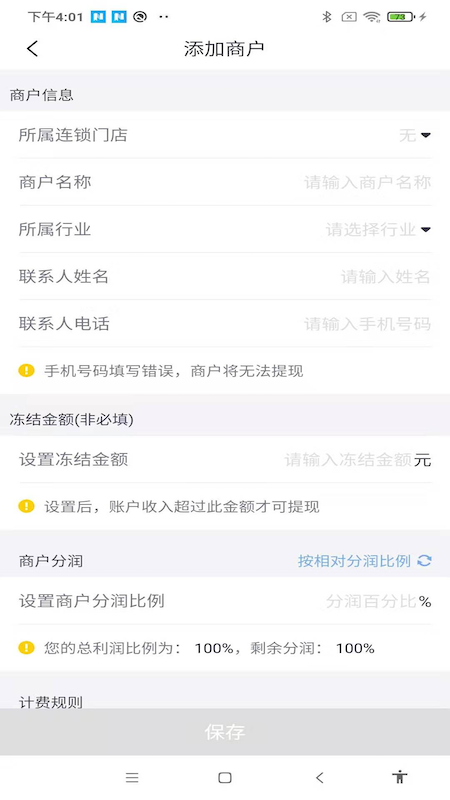 下午4:01
73
添加商户
商户信息
所属连锁门店 无
商户名称 请输入商户名称
所属行业 请选择行业
联系人姓名 请输入姓名
联系人电话 请输入手机号码
手机号码填写错误，商户将无法提现
冻结金额(非必填)
设置冻结金额 请输入冻结金额元
设置后，账户收入超过此金额才可提现
商户分润 按相对分润比例
设置商户分润比例 分润百分比%
您的总利润比例为： 100%，剩余分润： 100%
计费规则
保存